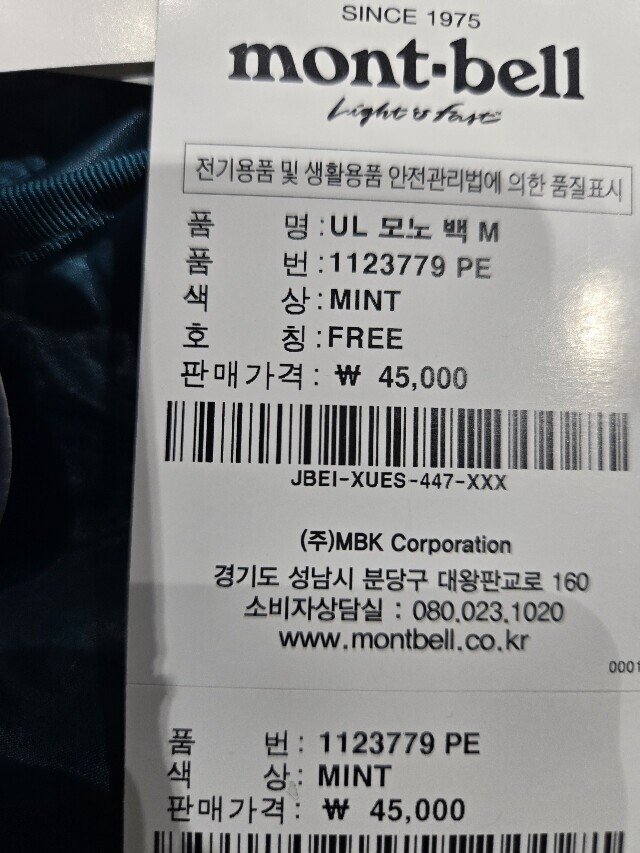 SINCE 1975
mont-bell
Light & Fast
전기용품 및 생활용품 안전관리법에 의한 품질표시
품 명 : UL 모노 백 M
품 번 : 1123779 PE
색 상 : MINT
호 칭 : FREE
판매가격 : ₩ 45,000
JBEI-XUES-447-XXX
(주)MBK Corporation
경기도 성남시 분당구 대왕판교로 160
소비자상담실 : 080.023.1020
www.montbell.co.kr
0001
품 번 : 1123779 PE
색 상 : MINT
판매가격 : ₩ 45,000